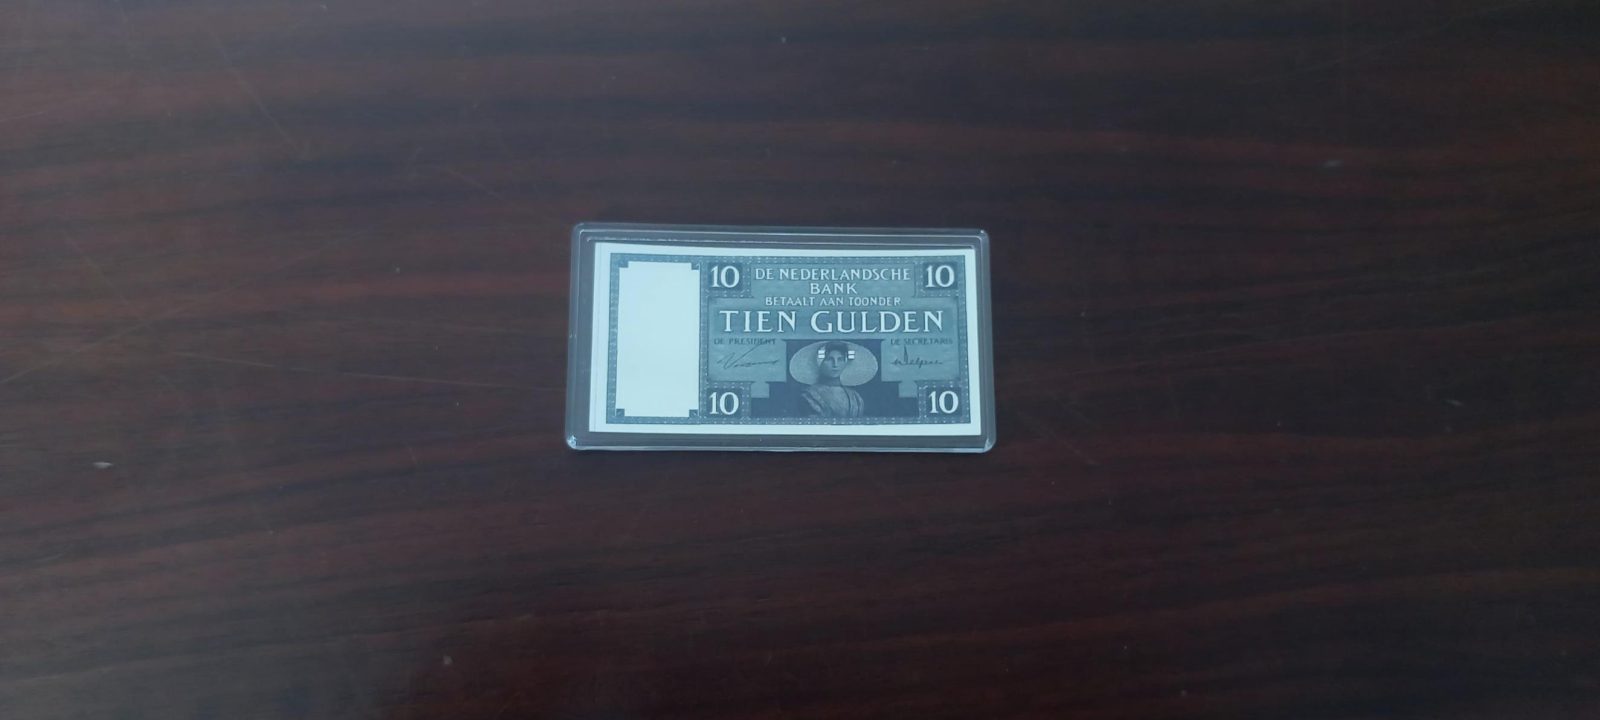 10 DE NEDERLANDSCHE 10
BANK
BETAALT AAN TOONDER
TIEN GULDEN
DE PRESIDENT DE SECRETARIS
10 10